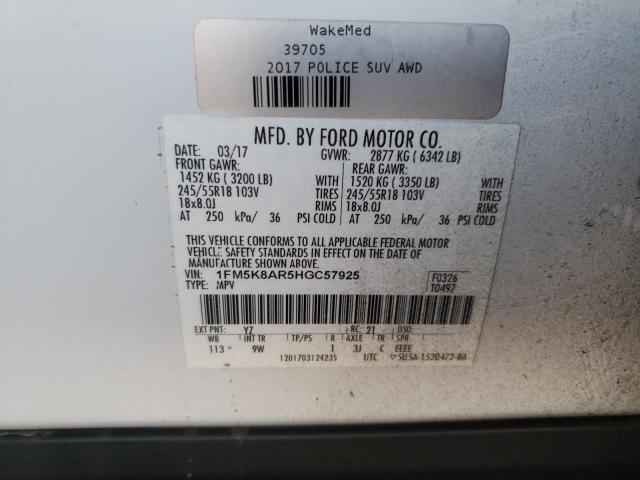 WakeMed
39705
2017 POLICE SUV AWD
MFD. BY FORD MOTOR CO.
DATE: 03/17 GVWR: 2877 KG ( 6342 LB)
FRONT GAWR: REAR GAWR:
1452 KG ( 3200 LB) WITH 1520 KG ( 3350 LB) WITH
245/55R18 103V TIRES 245/55R18 103V TIRES
18x8.0J RIMS 18x8.0J RIMS
AT 250 kPa/ 36 PSI COLD AT 250 kPa/ 36 PSI COLD
THIS VEHICLE CONFORMS TO ALL APPLICABLE FEDERAL MOTOR
VEHICLE SAFETY STANDARDS IN EFFECT ON THE DATE OF
MANUFACTURE SHOWN ABOVE.
VIN: 1FM5K8AR5HGC57925 F0326
TYPE: MPV T0497
EXT PNT: YZ RC: 21 DSO:
WB INT TR TP/PS R AXLE TR SPR
113 9W 1 3J C EEEE
1201703124235 UTC 5U5A-1520472-BA